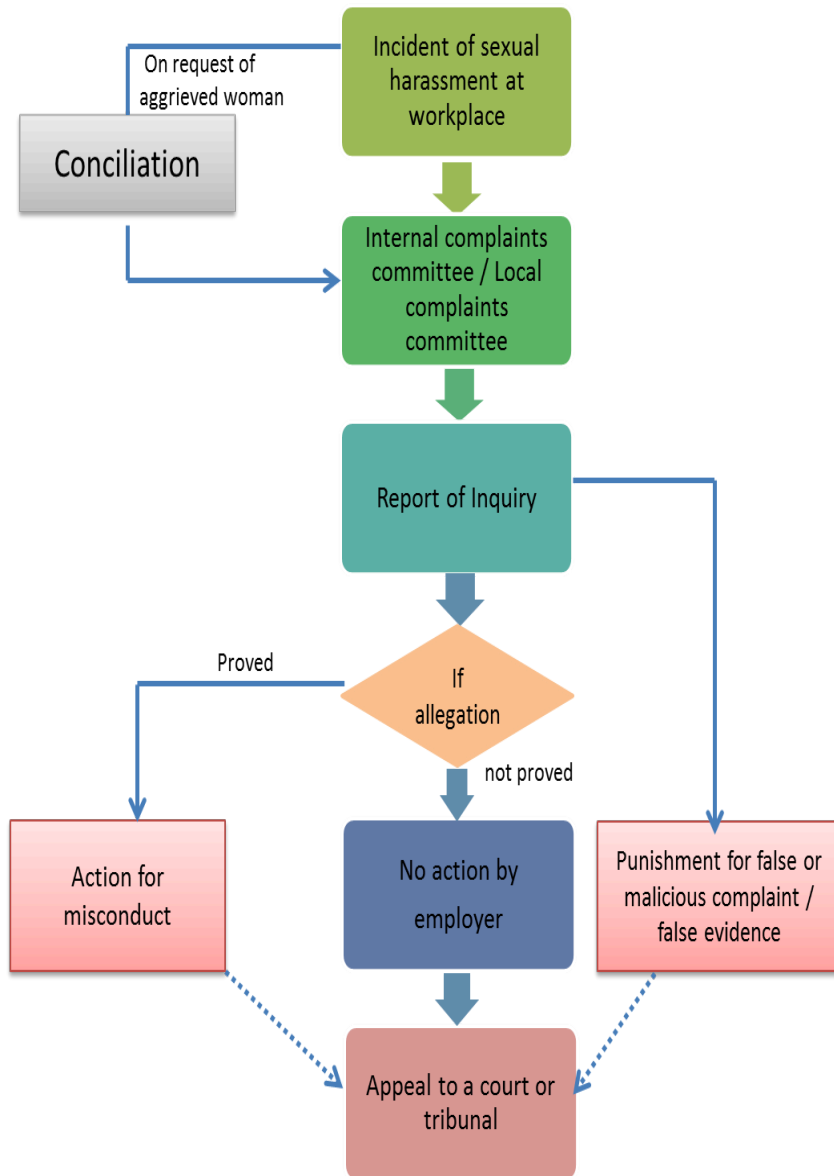 Incident of sexual
harassment at
workplace
On request of
aggrieved woman
Conciliation
Internal complaints
committee / Local
complaints
committee
Report of Inquiry
If
allegation
Proved
not proved
Action for
misconduct
No action by
employer
Punishment for false or
malicious complaint /
false evidence
Appeal to a court or
tribunal